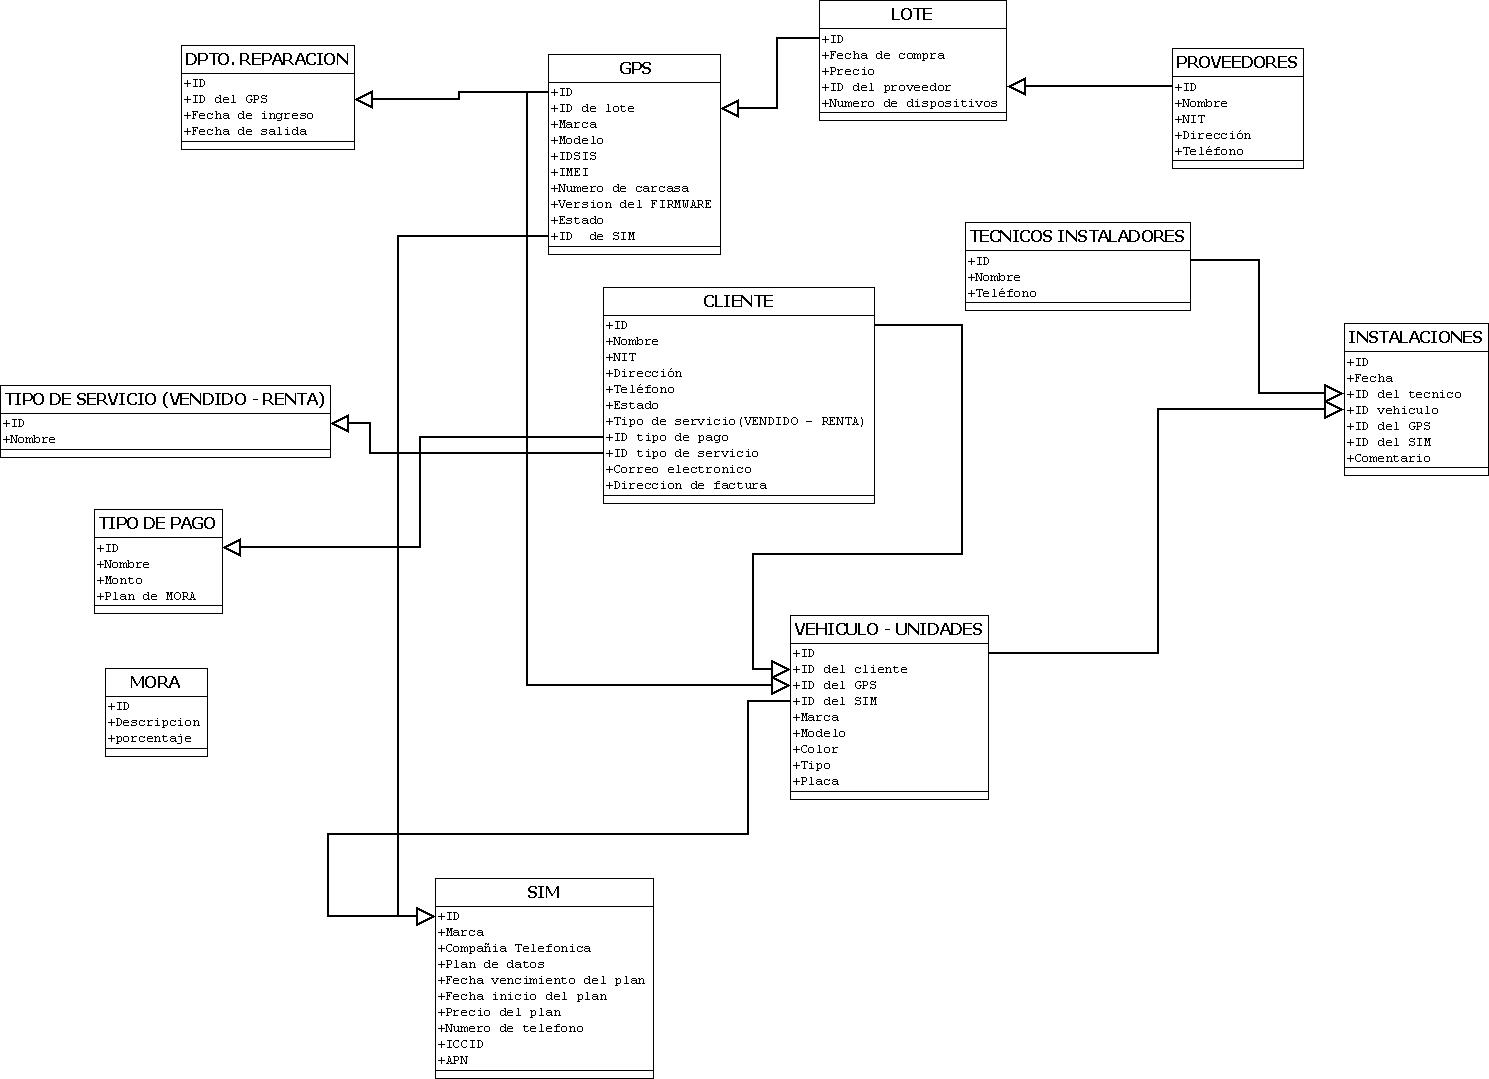 LOTE
+ID
+Fecha de compra
+Precio
+ID del proveedor
+Numero de dispositivos
DPTO. REPARACION
+ID
+ID del GPS
+Fecha de ingreso
+Fecha de salida
GPS
+ID
+ID de lote
+Marca
+Modelo
+IDSIS
+IMEI
+Numero de carcasa
+Version del FIRMWARE
+Estado
+ID  de SIM
PROVEEDORES
+ID
+Nombre
+NIT
+Dirección
+Teléfono
TECNICOS INSTALADORES
+ID
+Nombre
+Teléfono
CLIENTE
+ID
+Nombre
+NIT
+Dirección
+Teléfono
+Estado
+Tipo de servicio(VENDIDO - RENTA)
+ID tipo de pago
+ID tipo de servicio
+Correo electronico
+Direccion de factura
INSTALACIONES
+ID
+Fecha
+ID del tecnico
+ID vehiculo
+ID del GPS
+ID del SIM
+Comentario
TIPO DE SERVICIO (VENDIDO - RENTA)
+ID
+Nombre
TIPO DE PAGO
+ID
+Nombre
+Monto
+Plan de MORA
VEHICULO - UNIDADES
+ID
+ID del cliente
+ID del GPS
+ID del SIM
+Marca
+Modelo
+Color
+Tipo
+Placa
MORA
+ID
+Descripcion
+porcentaje
SIM
+ID
+Marca
+Compañia Telefonica
+Plan de datos
+Fecha vencimiento del plan
+Fecha inicio del plan
+Precio del plan
+Numero de telefono
+ICCID
+APN